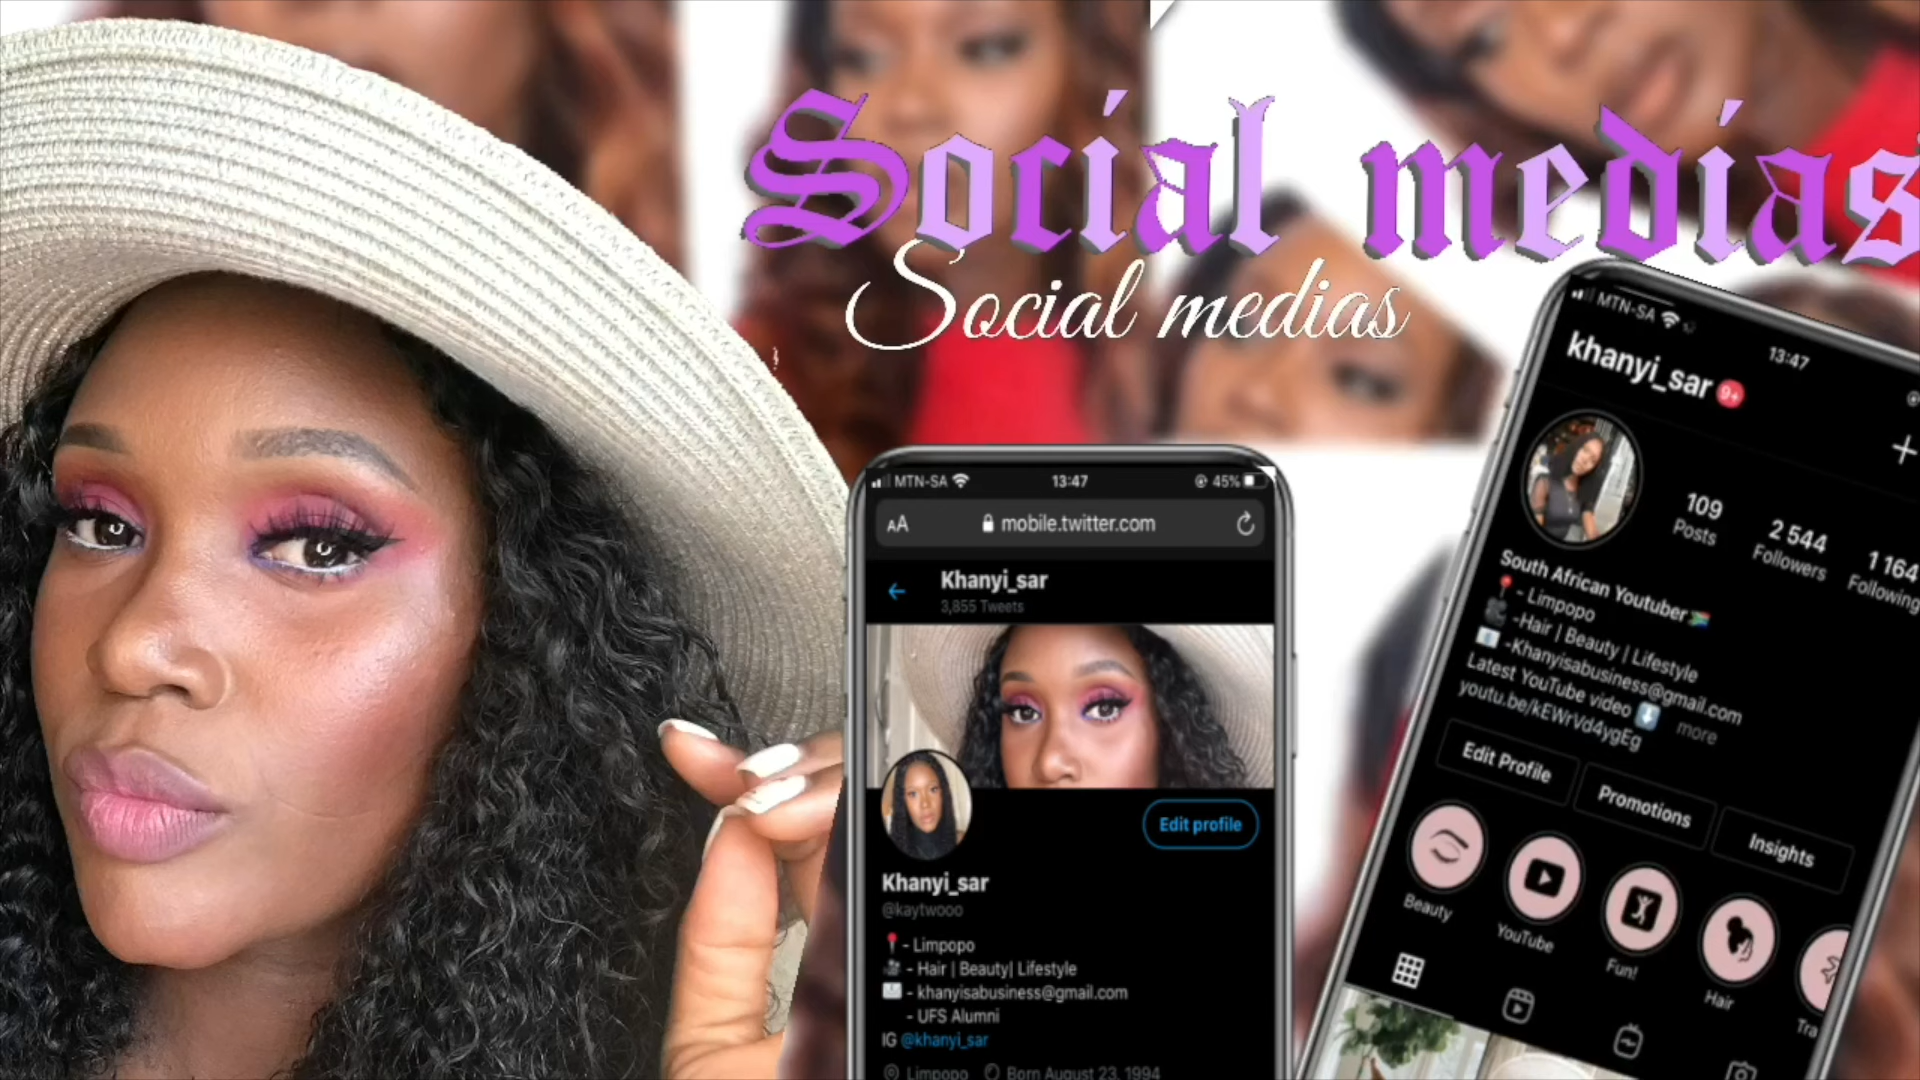 Social medias
Social medias
MTN-SA 13:47 45%
AA mobile.twitter.com
Khanyi_sar
3,855 Tweets
Edit profile
Khanyi_sar
@kaytwooo
- Limpopo
- Hair | Beauty| Lifestyle
- khanyisabusiness@gmail.com
- UFS Alumni
IG @khanyi_sar
Limpopo Born August 23, 1994
MTN-SA 13:47
khanyi_sar 9+
109 2 544 1 164
Posts Followers Following
South African Youtuber
- Limpopo
-Hair | Beauty | Lifestyle
-Khanyisabusiness@gmail.com
Latest YouTube video more
youtu.be/kEWrVd4ygEg
Edit Profile Promotions Insights
Beauty YouTube Fun! Hair Tra